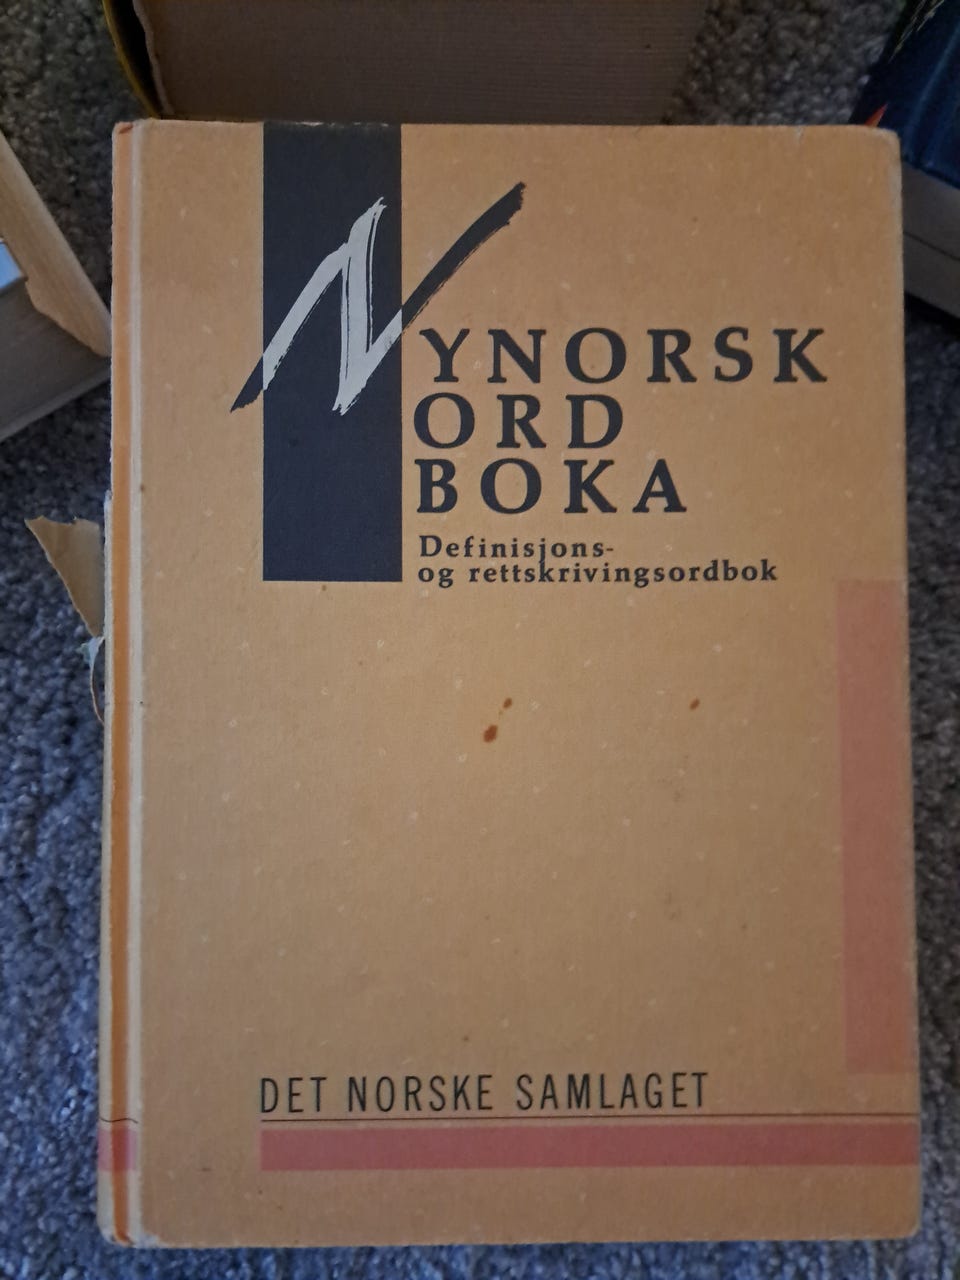 NYNORSK
ORD
BOKA
Definisjons-
og rettskrivingsordbok
DET NORSKE SAMLAGET